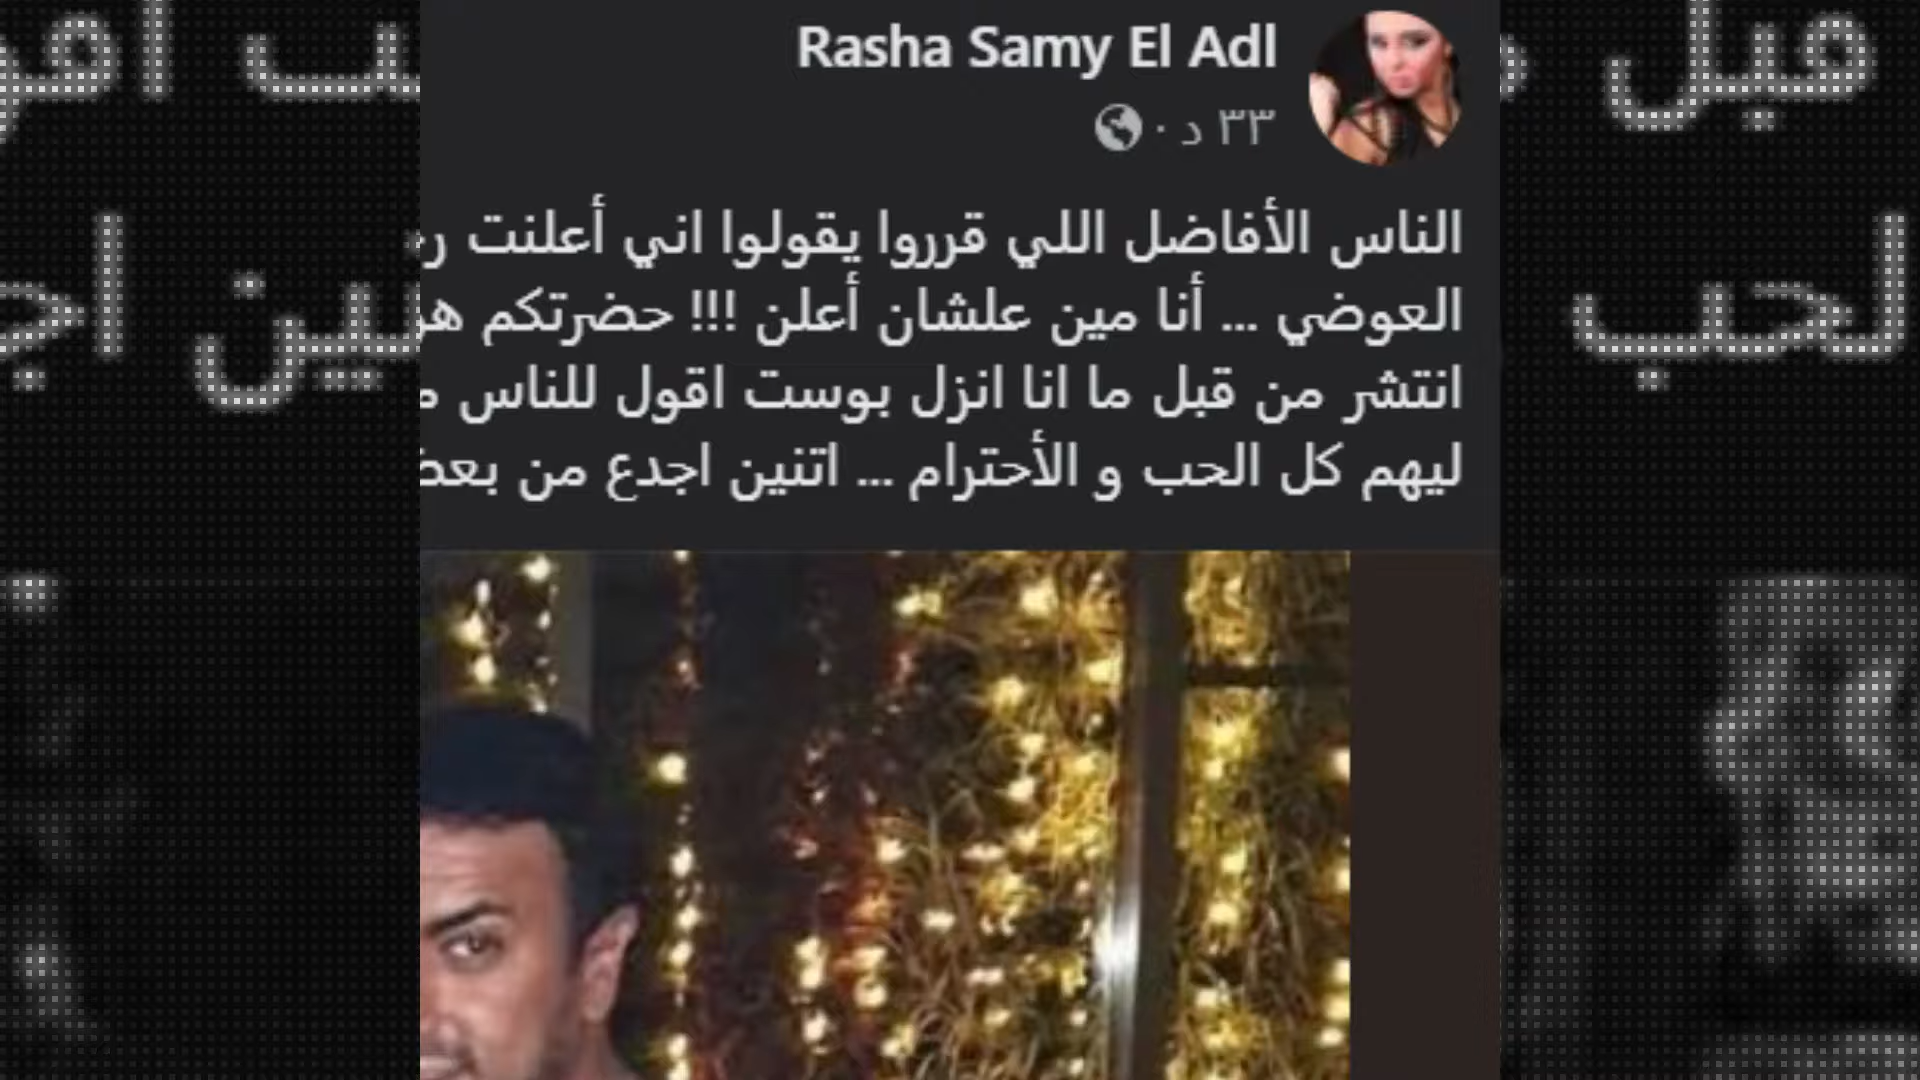 Rasha Samy El Adl
٣٣ د ·
الناس الأفاضل اللي قرروا يقولوا اني أعلنت
العوضي ... أنا مين علشان أعلن !!! حضرتكم
انتشر من قبل ما انا انزل بوست اقول للناس
ليهم كل الحب و الأحترام ... اتنين اجدع من